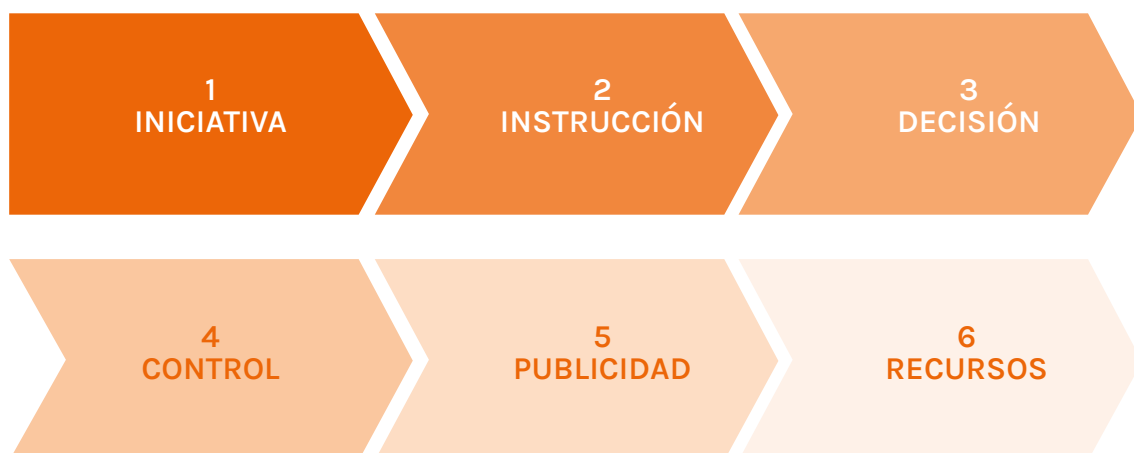 1
INICIATIVA
2
INSTRUCCIÓN
3
DECISIÓN
4
CONTROL
5
PUBLICIDAD
6
RECURSOS